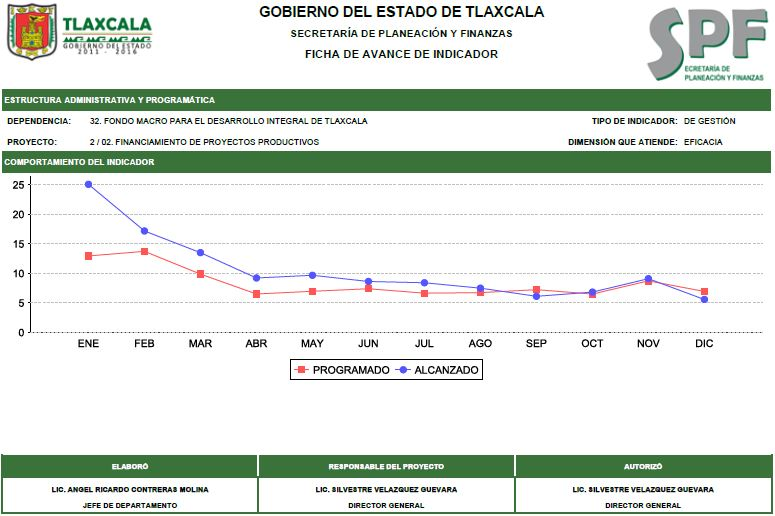 TLAXCALA
GOBIERNO DEL ESTADO
2011 - 2016
GOBIERNO DEL ESTADO DE TLAXCALA
SECRETARÍA DE PLANEACIÓN Y FINANZAS
FICHA DE AVANCE DE INDICADOR
SPF
ECRETARÍA DE
PLANEACIÓN Y FINANZAS
ESTRUCTURA ADMINISTRATIVA Y PROGRAMÁTICA
DEPENDENCIA: 32. FONDO MACRO PARA EL DESARROLLO INTEGRAL DE TLAXCALA TIPO DE INDICADOR: DE GESTIÓN
PROYECTO: 2 / 02. FINANCIAMIENTO DE PROYECTOS PRODUCTIVOS DIMENSIÓN QUE ATIENDE: EFICACIA
COMPORTAMIENTO DEL INDICADOR
25
20
15
10
5
0
ENE FEB MAR ABR MAY JUN JUL AGO SEP OCT NOV DIC
PROGRAMADO ALCANZADO
ELABORÓ RESPONSABLE DEL PROYECTO AUTORIZÓ
LIC. ANGEL RICARDO CONTRERAS MOLINA LIC. SILVESTRE VELAZQUEZ GUEVARA LIC. SILVESTRE VELAZQUEZ GUEVARA
JEFE DE DEPARTAMENTO DIRECTOR GENERAL DIRECTOR GENERAL